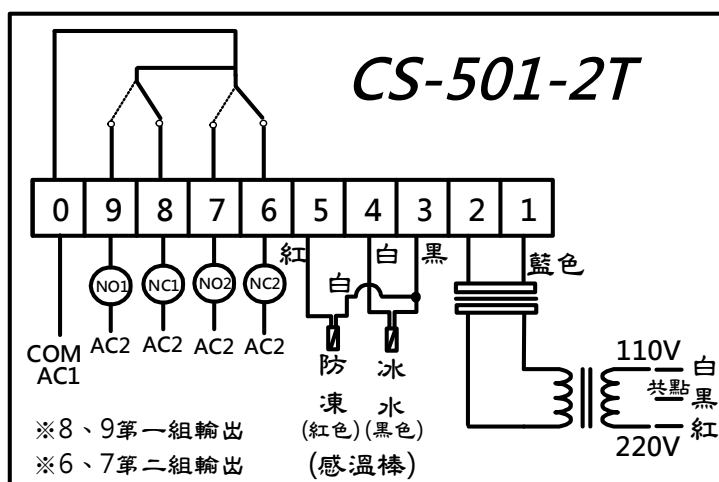 CS-501-2T
0 9 8 7 6 5 4 3 2 1
紅 白 黑 藍色
NO1 NC1 NO2 NC2
白
COM AC2 AC2 AC2 AC2
AC1
防凍 冰水
(紅色) (黑色)
(感溫棒)
110V 白
共點 黑
220V 紅
※8、9第一組輸出
※6、7第二組輸出